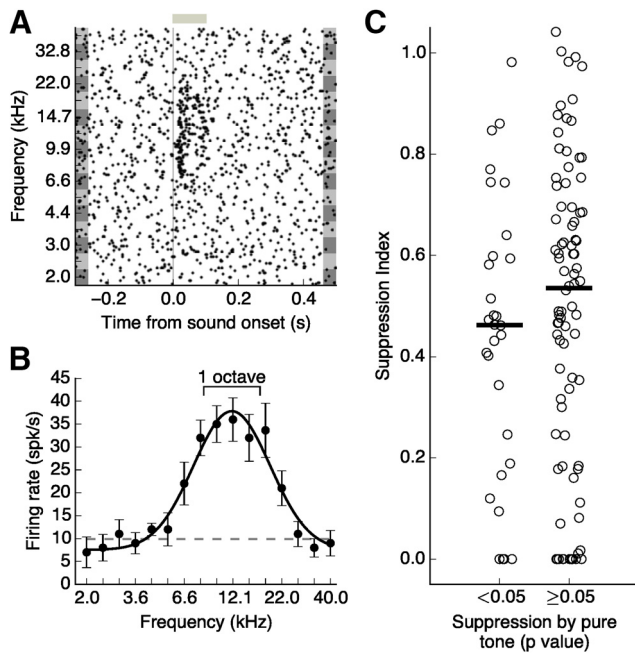 A
32.8
22.0
14.7
9.9
6.6
4.4
3.0
2.0
Frequency (kHz)
−0.2 0.0 0.2 0.4
Time from sound onset (s)
B
1 octave
45
40
35
30
25
20
15
10
5
0
Firing rate (spk/s)
2.0 3.6 6.6 12.1 22.0 40.0
Frequency (kHz)
C
1.0
0.8
0.6
0.4
0.2
0.0
Suppression Index
<0.05 ≥0.05
Suppression by pure
tone (p value)